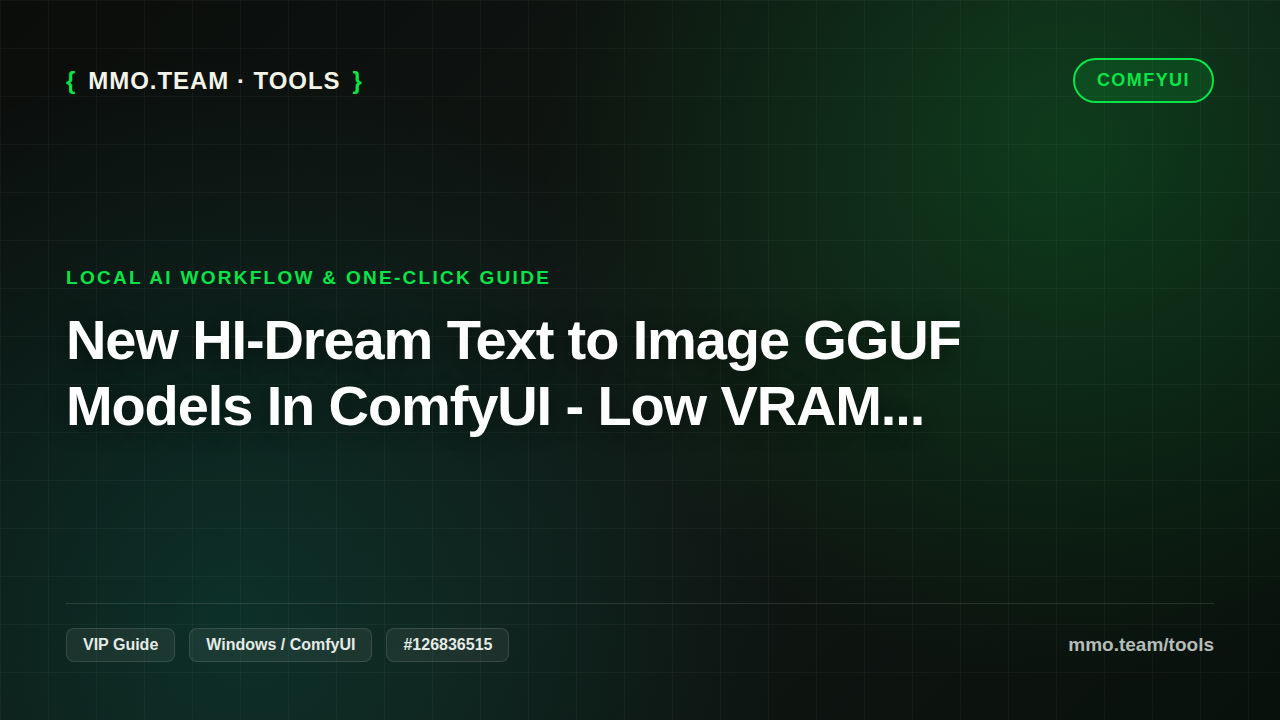 { MMO.TEAM · TOOLS }
COMFYUI
LOCAL AI WORKFLOW & ONE-CLICK GUIDE
New HI-Dream Text to Image GGUF
Models In ComfyUI - Low VRAM...
VIP Guide
Windows / ComfyUI
#126836515
mmo.team/tools